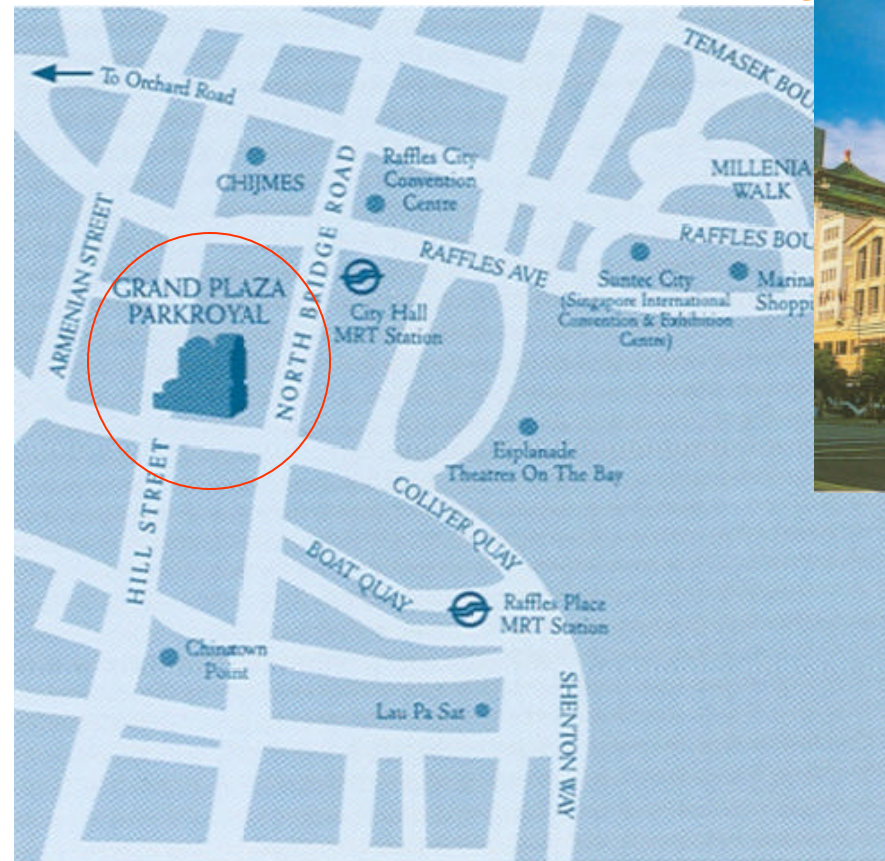 TEMASEK BOU
To Orchard Road
CHIJMES
Raffles City
Convention
Centre
MILLENIA
WALK
ARMENIAN STREET
NORTH BRIDGE ROAD
RAFFLES AVE
RAFFLES BOU
GRAND PLAZA
PARKROYAL
City Hall
MRT Station
Suntec City
(Singapore International
Convention & Exhibition
Centre)
Marina
Shoppi
Esplanade
Theatres On The Bay
HILL STREET
COLLYER QUAY
BOAT QUAY
Raffles Place
MRT Station
Chinatown
Point
Lau Pa Sat
SHENTON WAY